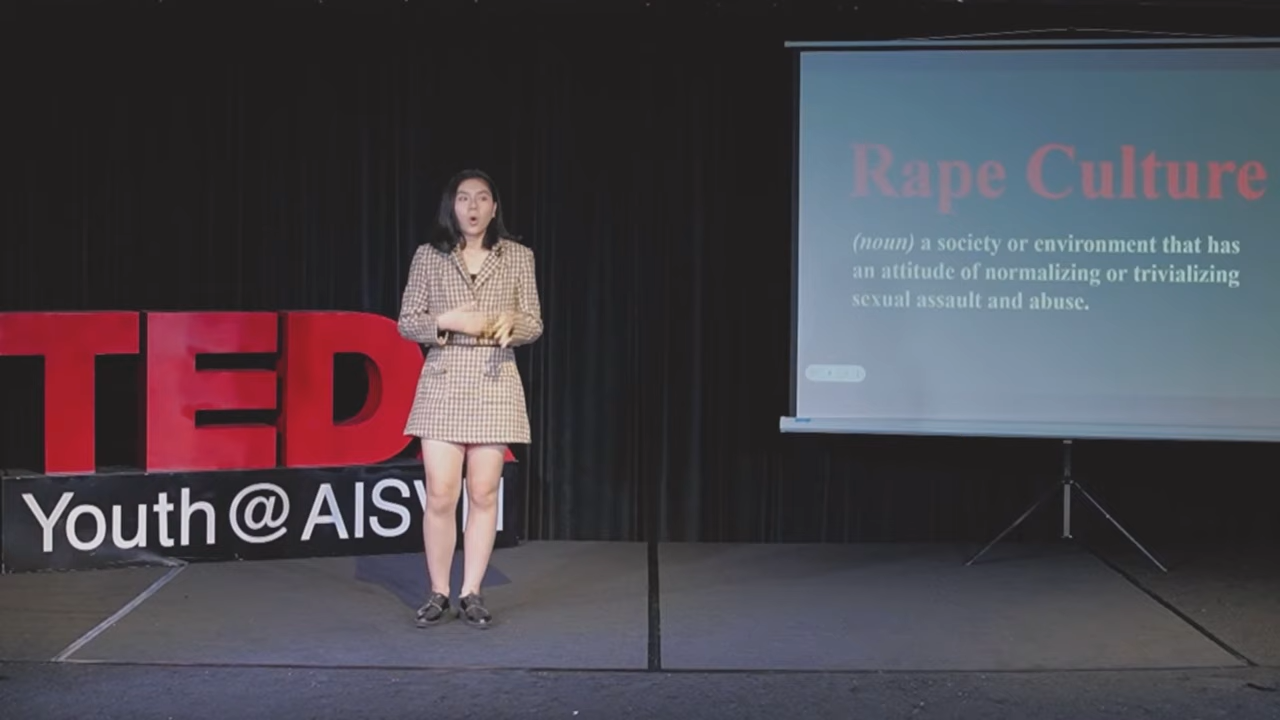 Rape Culture
(noun) a society or environment that has
an attitude of normalizing or trivializing
sexual assault and abuse.
TED
Youth@AIS